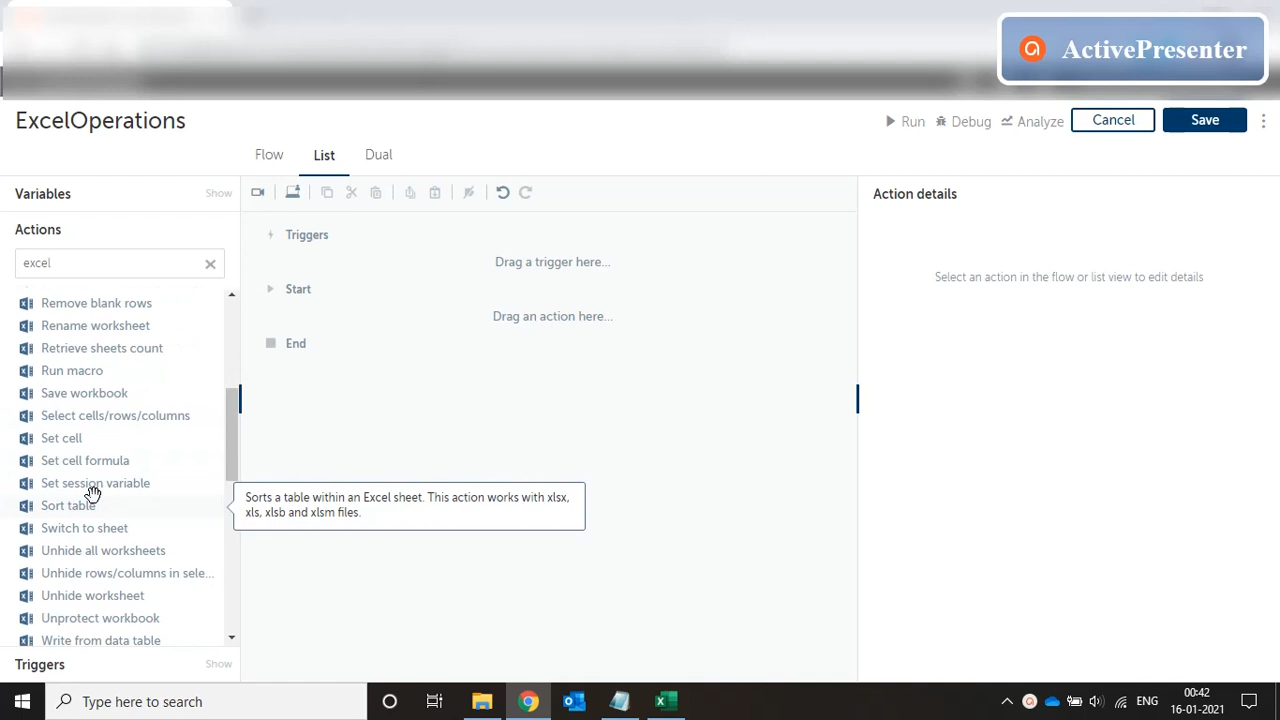 ActivePresenter
ExcelOperations
Run
Debug
Analyze
Cancel
Save
Flow
List
Dual
Variables
Show
Action details
Actions
Triggers
excel
Drag a trigger here...
Select an action in the flow or list view to edit details
Start
Remove blank rows
Drag an action here...
Rename worksheet
End
Retrieve sheets count
Run macro
Save workbook
Select cells/rows/columns
Set cell
Set cell formula
Set session variable
Sort table
Sorts a table within an Excel sheet. This action works with xlsx,
xls, xlsb and xlsm files.
Switch to sheet
Unhide all worksheets
Unhide rows/columns in sele...
Unhide worksheet
Unprotect workbook
Write from data table
Triggers
Show
Type here to search
ENG
00:42
16-01-2021